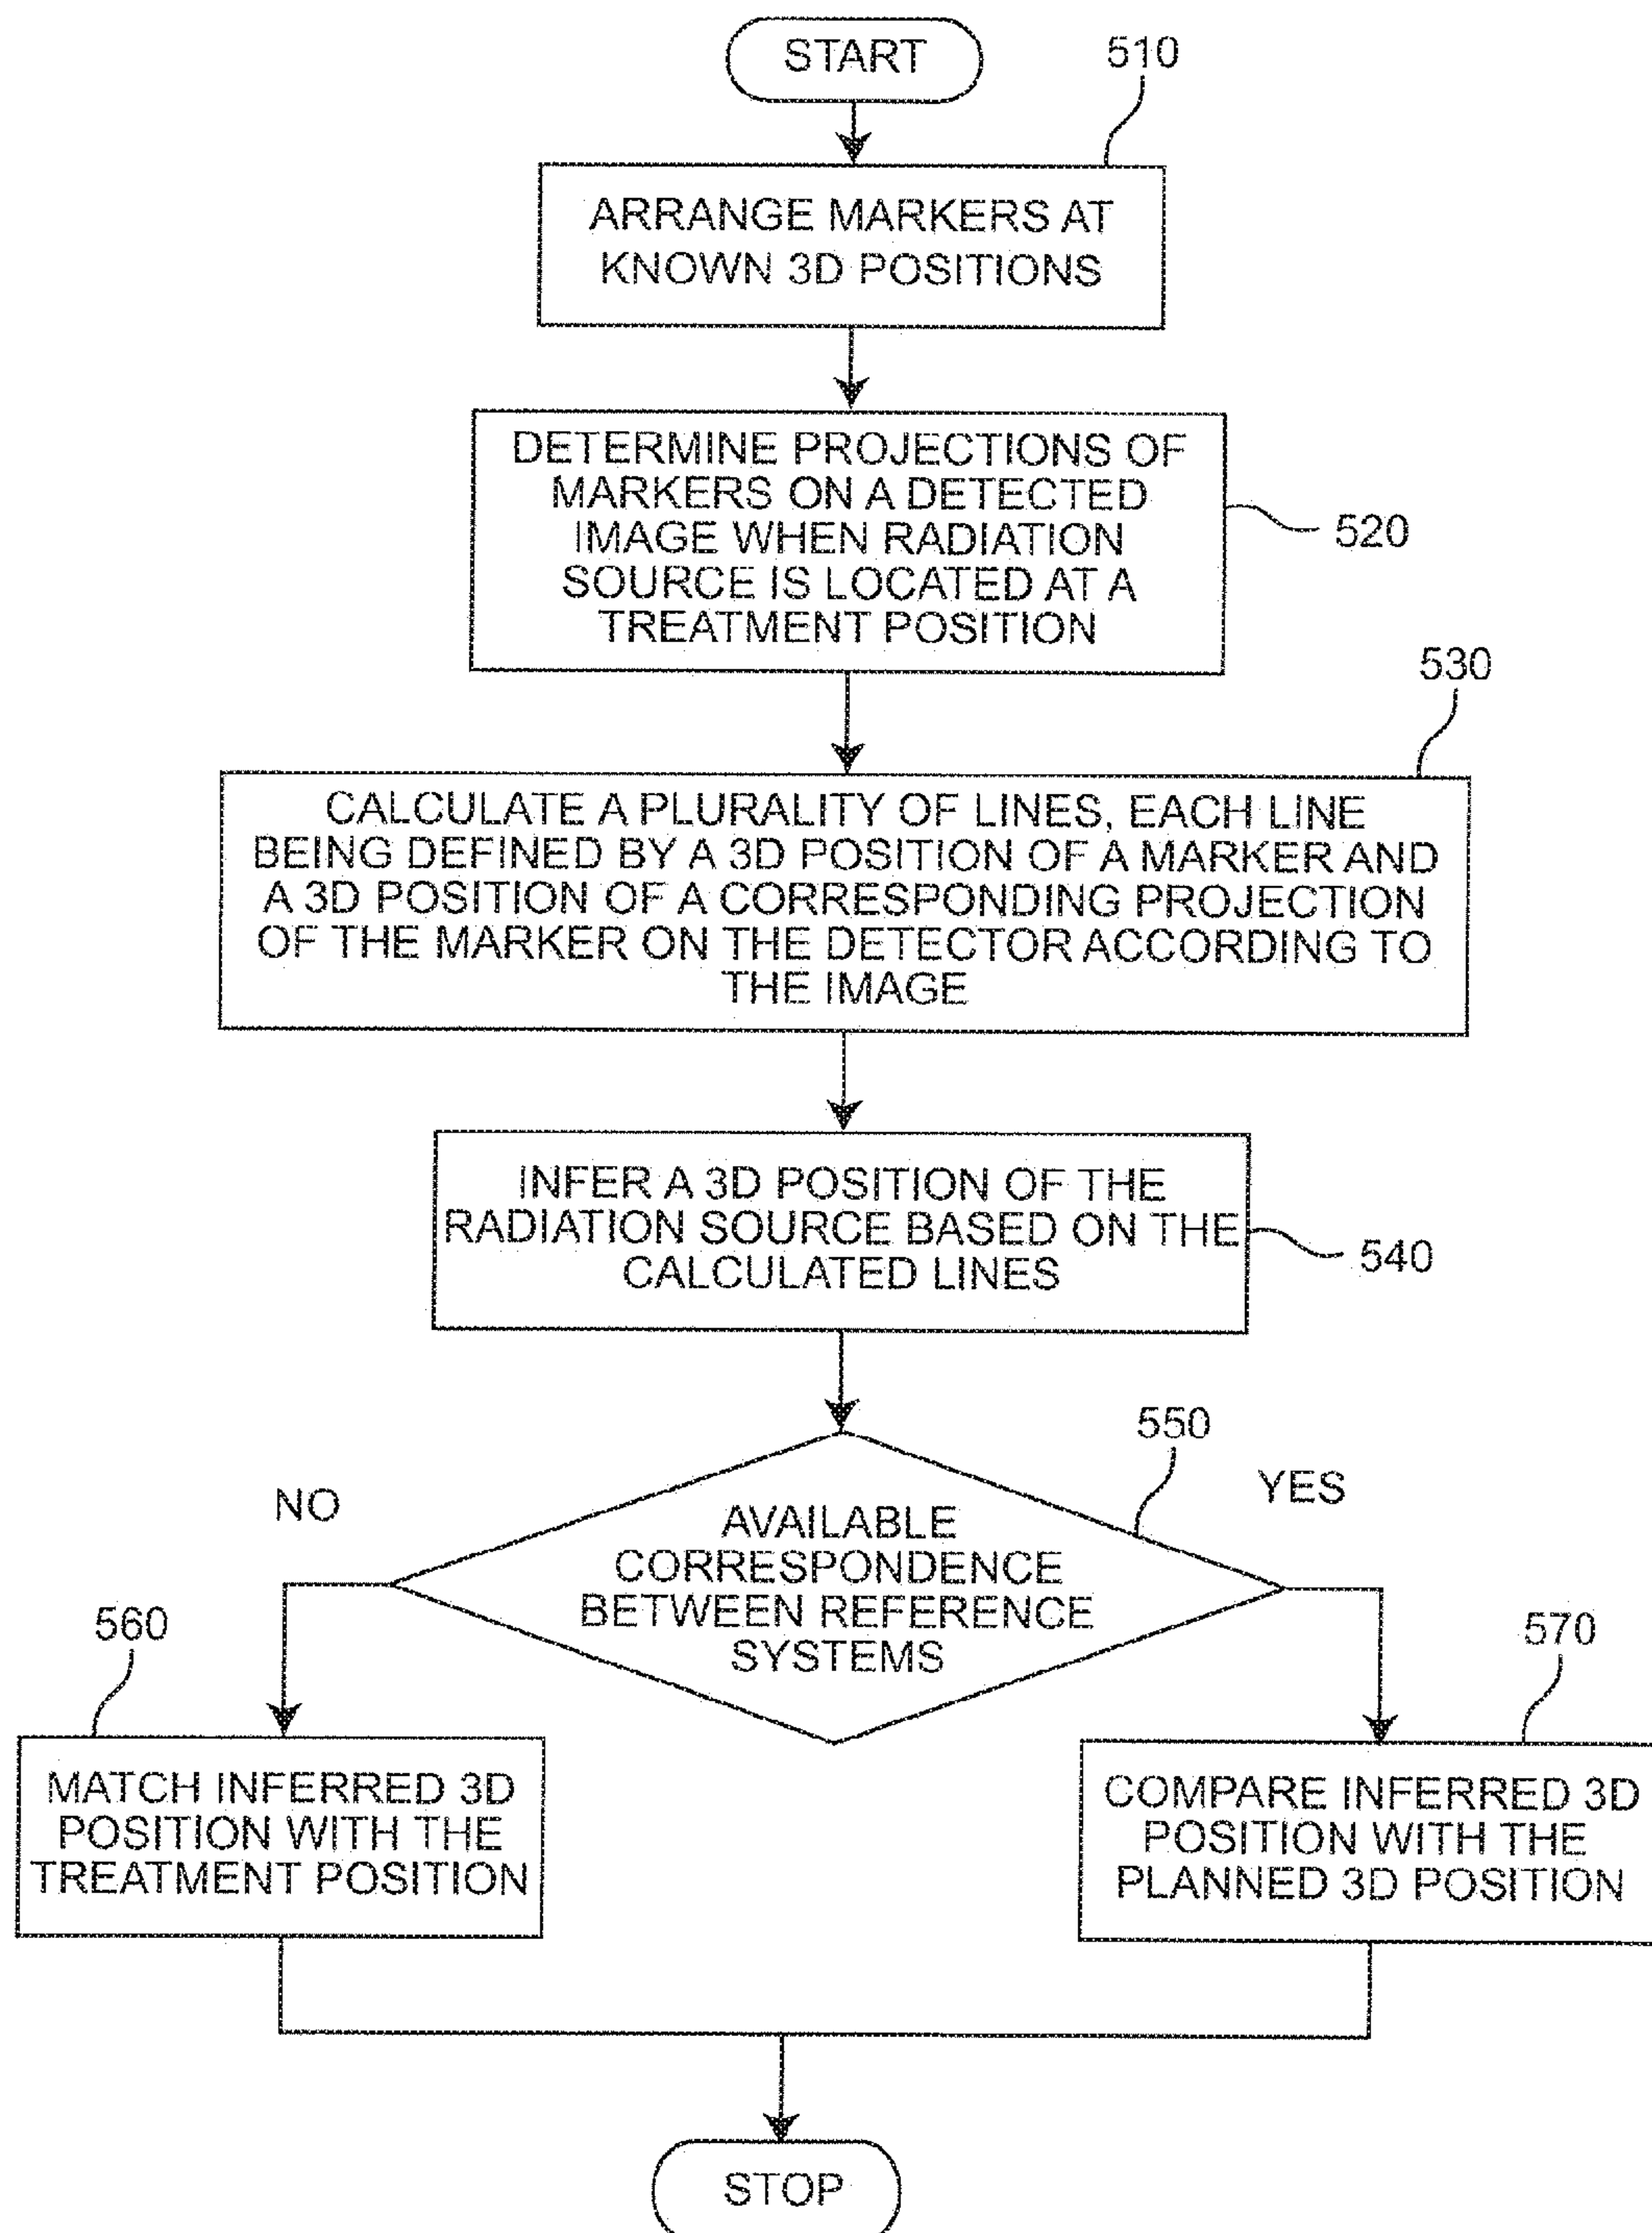 START
510
ARRANGE MARKERS AT
KNOWN 3D POSITIONS
DETERMINE PROJECTIONS OF
MARKERS ON A DETECTED
IMAGE WHEN RADIATION
SOURCE IS LOCATED AT A
TREATMENT POSITION
520
530
CALCULATE A PLURALITY OF LINES, EACH LINE
BEING DEFINED BY A 3D POSITION OF A MARKER AND
A 3D POSITION OF A CORRESPONDING PROJECTION
OF THE MARKER ON THE DETECTOR ACCORDING TO
THE IMAGE
INFER A 3D POSITION OF THE
RADIATION SOURCE BASED ON THE
CALCULATED LINES
540
550
NO
YES
AVAILABLE
CORRESPONDENCE
BETWEEN REFERENCE
SYSTEMS
560
570
MATCH INFERRED 3D
POSITION WITH THE
TREATMENT POSITION
COMPARE INFERRED 3D
POSITION WITH THE
PLANNED 3D POSITION
STOP